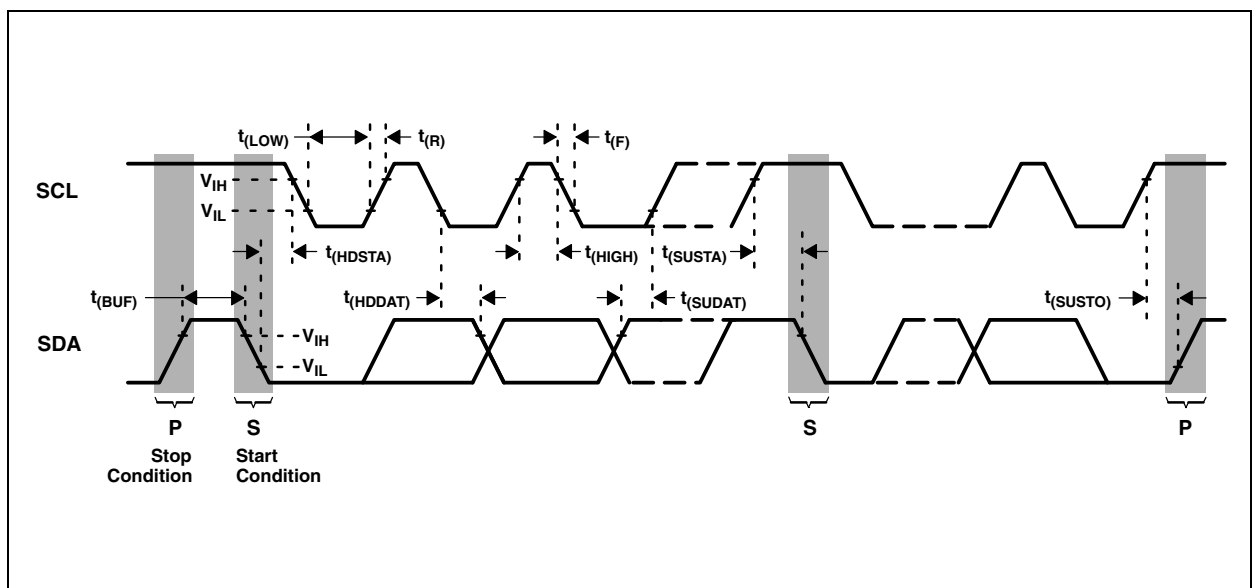 t(LOW)
t(R)
t(F)
SCL
VIH
VIL
t(HDSTA)
t(HIGH)
t(SUSTA)
t(BUF)
t(HDDAT)
t(SUDAT)
t(SUSTO)
SDA
VIH
VIL
P
S
S
P
Stop
Condition
Start
Condition